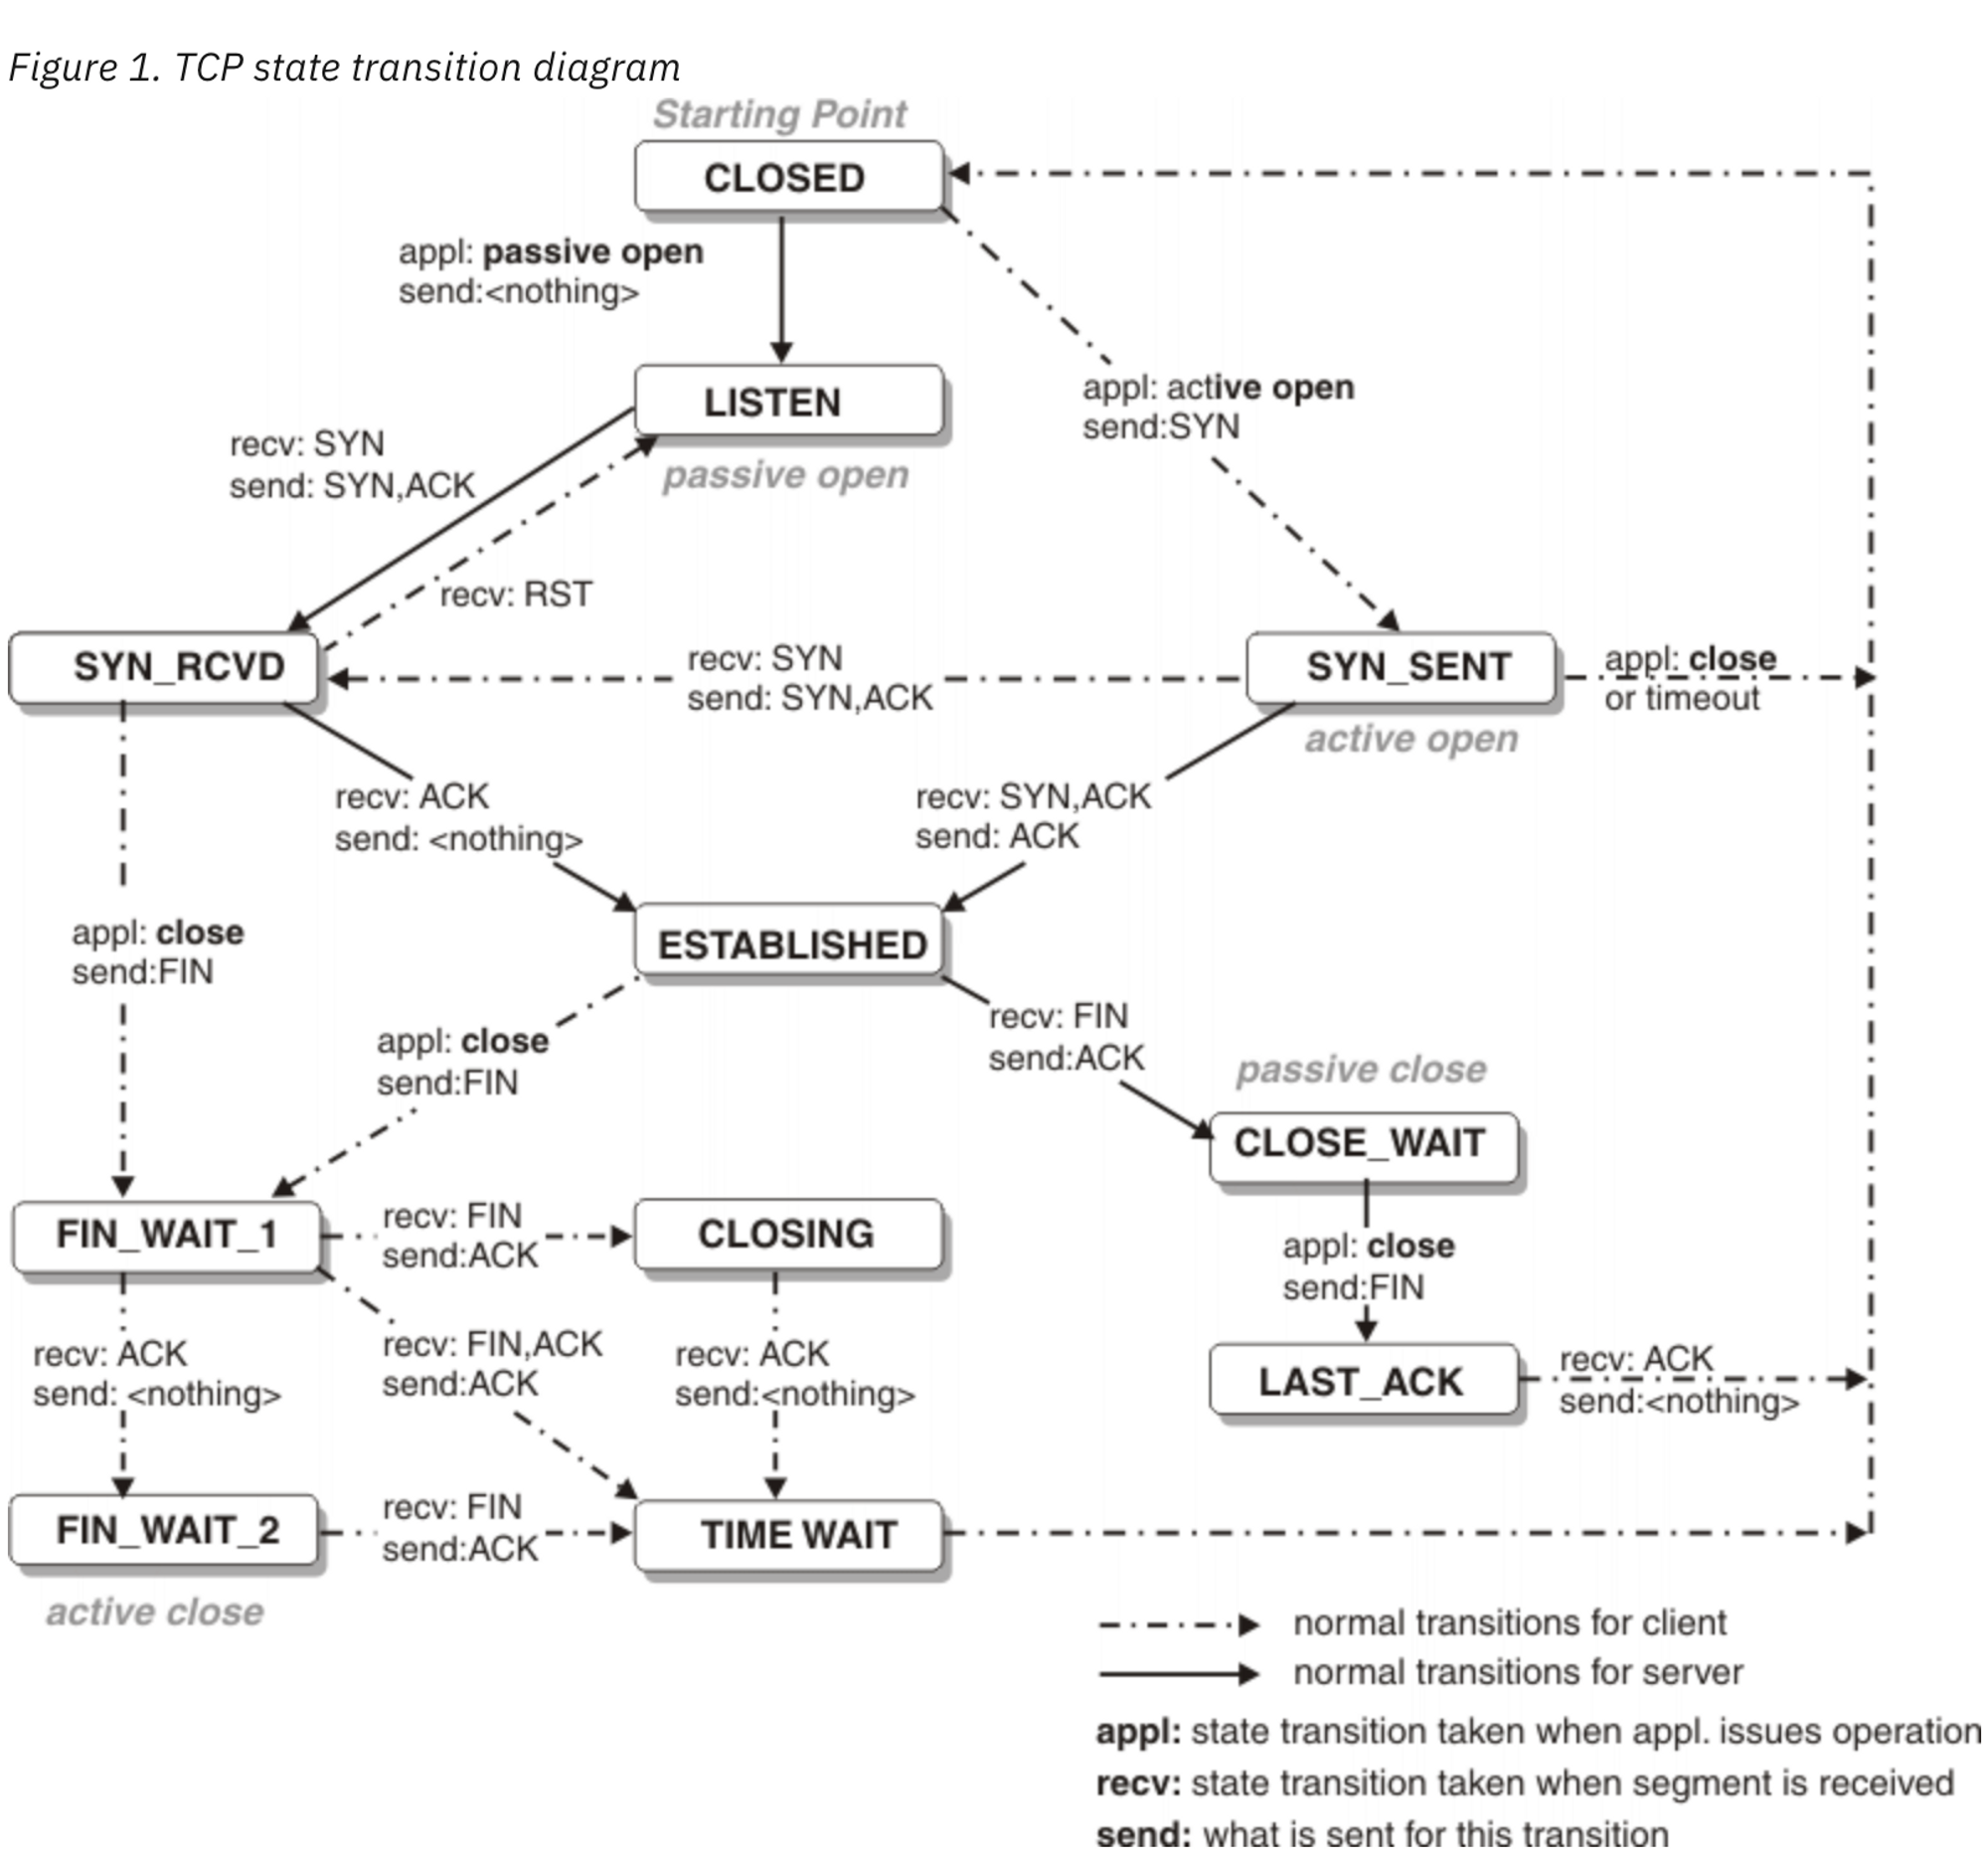 Figure 1. TCP state transition diagram
Starting Point
CLOSED
appl: passive open
send:<nothing>
LISTEN
passive open
appl: active open
send:SYN
recv: SYN
send: SYN,ACK
recv: RST
SYN_RCVD
recv: SYN
send: SYN,ACK
SYN_SENT
active open
appl: close
or timeout
recv: ACK
send: <nothing>
recv: SYN,ACK
send: ACK
appl: close
send:FIN
ESTABLISHED
appl: close
send:FIN
recv: FIN
send:ACK
passive close
CLOSE_WAIT
FIN_WAIT_1
recv: FIN
send:ACK
CLOSING
appl: close
send:FIN
recv: ACK
send: <nothing>
recv: FIN,ACK
send:ACK
recv: ACK
send:<nothing>
LAST_ACK
recv: ACK
send:<nothing>
FIN_WAIT_2
recv: FIN
send:ACK
TIME WAIT
active close
normal transitions for client
normal transitions for server
appl: state transition taken when appl. issues operation
recv: state transition taken when segment is received
send: what is sent for this transition